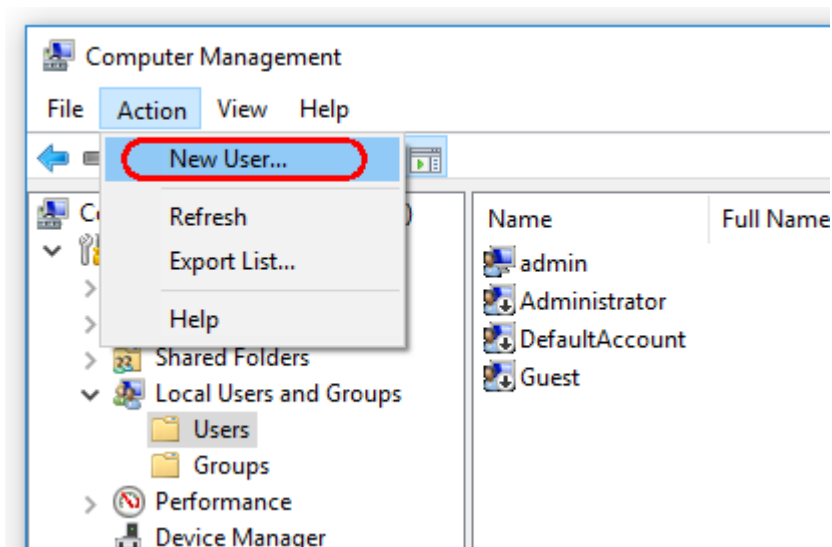 Computer Management
File Action View Help
New User...
Refresh
Export List...
Help
Shared Folders
Local Users and Groups
Users
Groups
Performance
Device Manager
Name Full Name
admin
Administrator
DefaultAccount
Guest